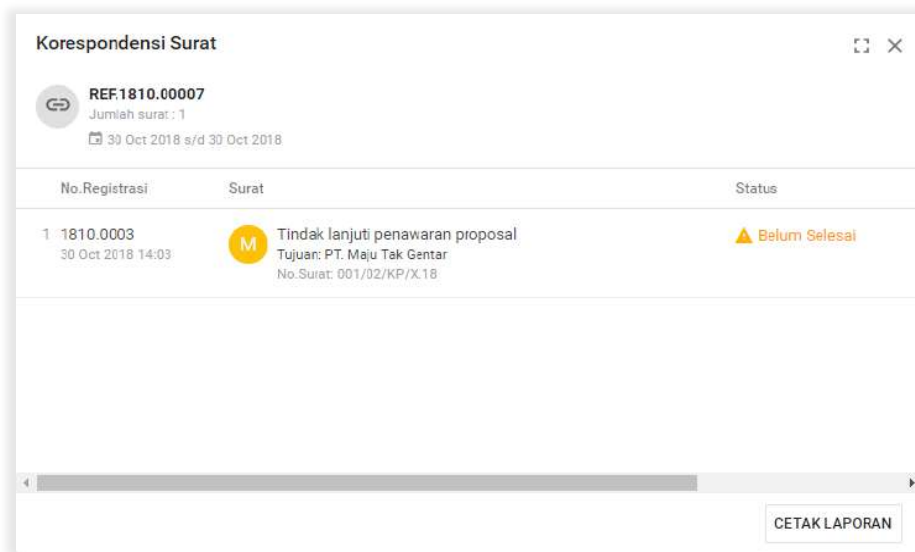 Korespondensi Surat
REF.1810.00007
Jumlah surat : 1
30 Oct 2018 s/d 30 Oct 2018
No.Registrasi Surat Status
1 1810.0003 M Tindak lanjuti penawaran proposal Belum Selesai
30 Oct 2018 14:03 Tujuan: PT. Maju Tak Gentar
No.Surat: 001/02/KP/X.18
CETAK LAPORAN